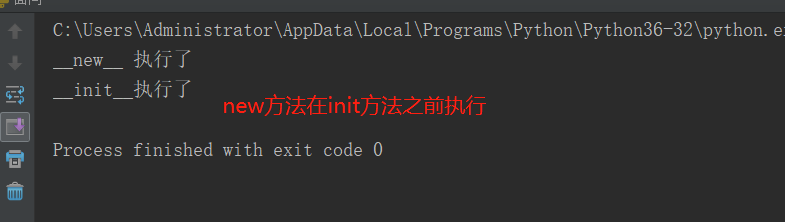 C:\Users\Administrator\AppData\Local\Programs\Python\Python36-32\python.e
__new__ 执行了
__init__执行了
new方法在init方法之前执行
Process finished with exit code 0